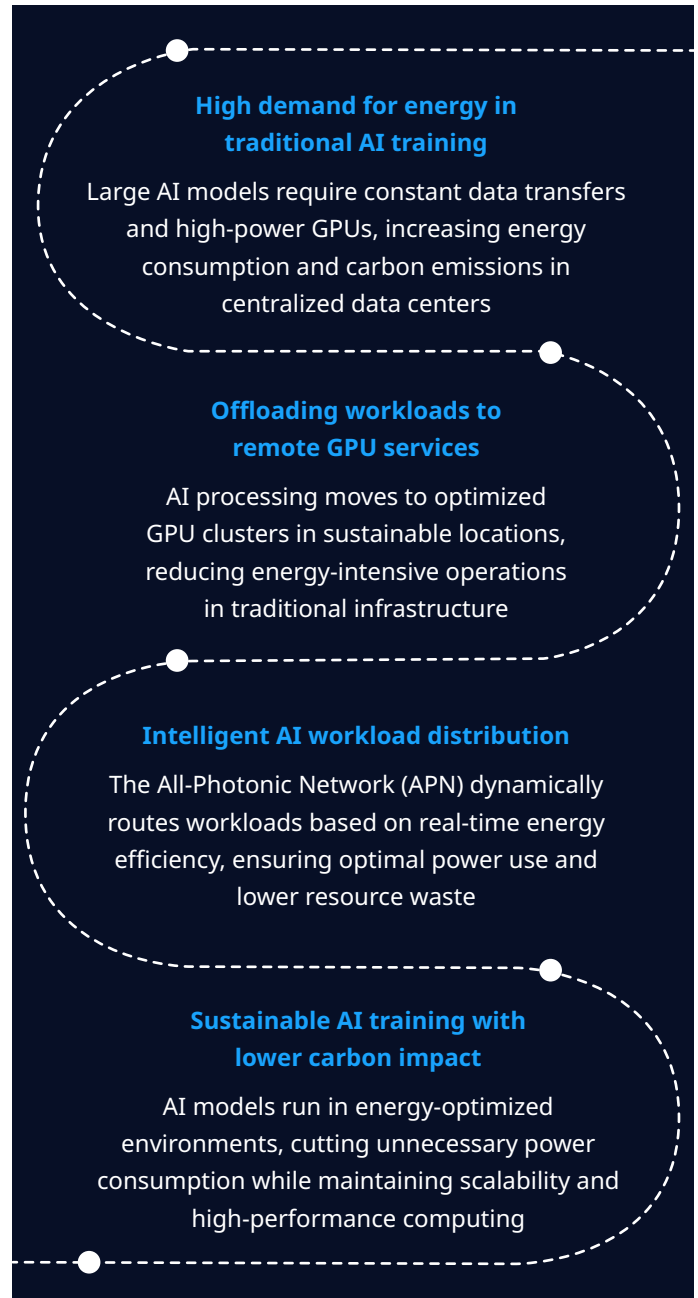 High demand for energy in
traditional AI training
Large AI models require constant data transfers
and high-power GPUs, increasing energy
consumption and carbon emissions in
centralized data centers
Offloading workloads to
remote GPU services
AI processing moves to optimized
GPU clusters in sustainable locations,
reducing energy-intensive operations
in traditional infrastructure
Intelligent AI workload distribution
The All-Photonic Network (APN) dynamically
routes workloads based on real-time energy
efficiency, ensuring optimal power use and
lower resource waste
Sustainable AI training with
lower carbon impact
AI models run in energy-optimized
environments, cutting unnecessary power
consumption while maintaining scalability and
high-performance computing